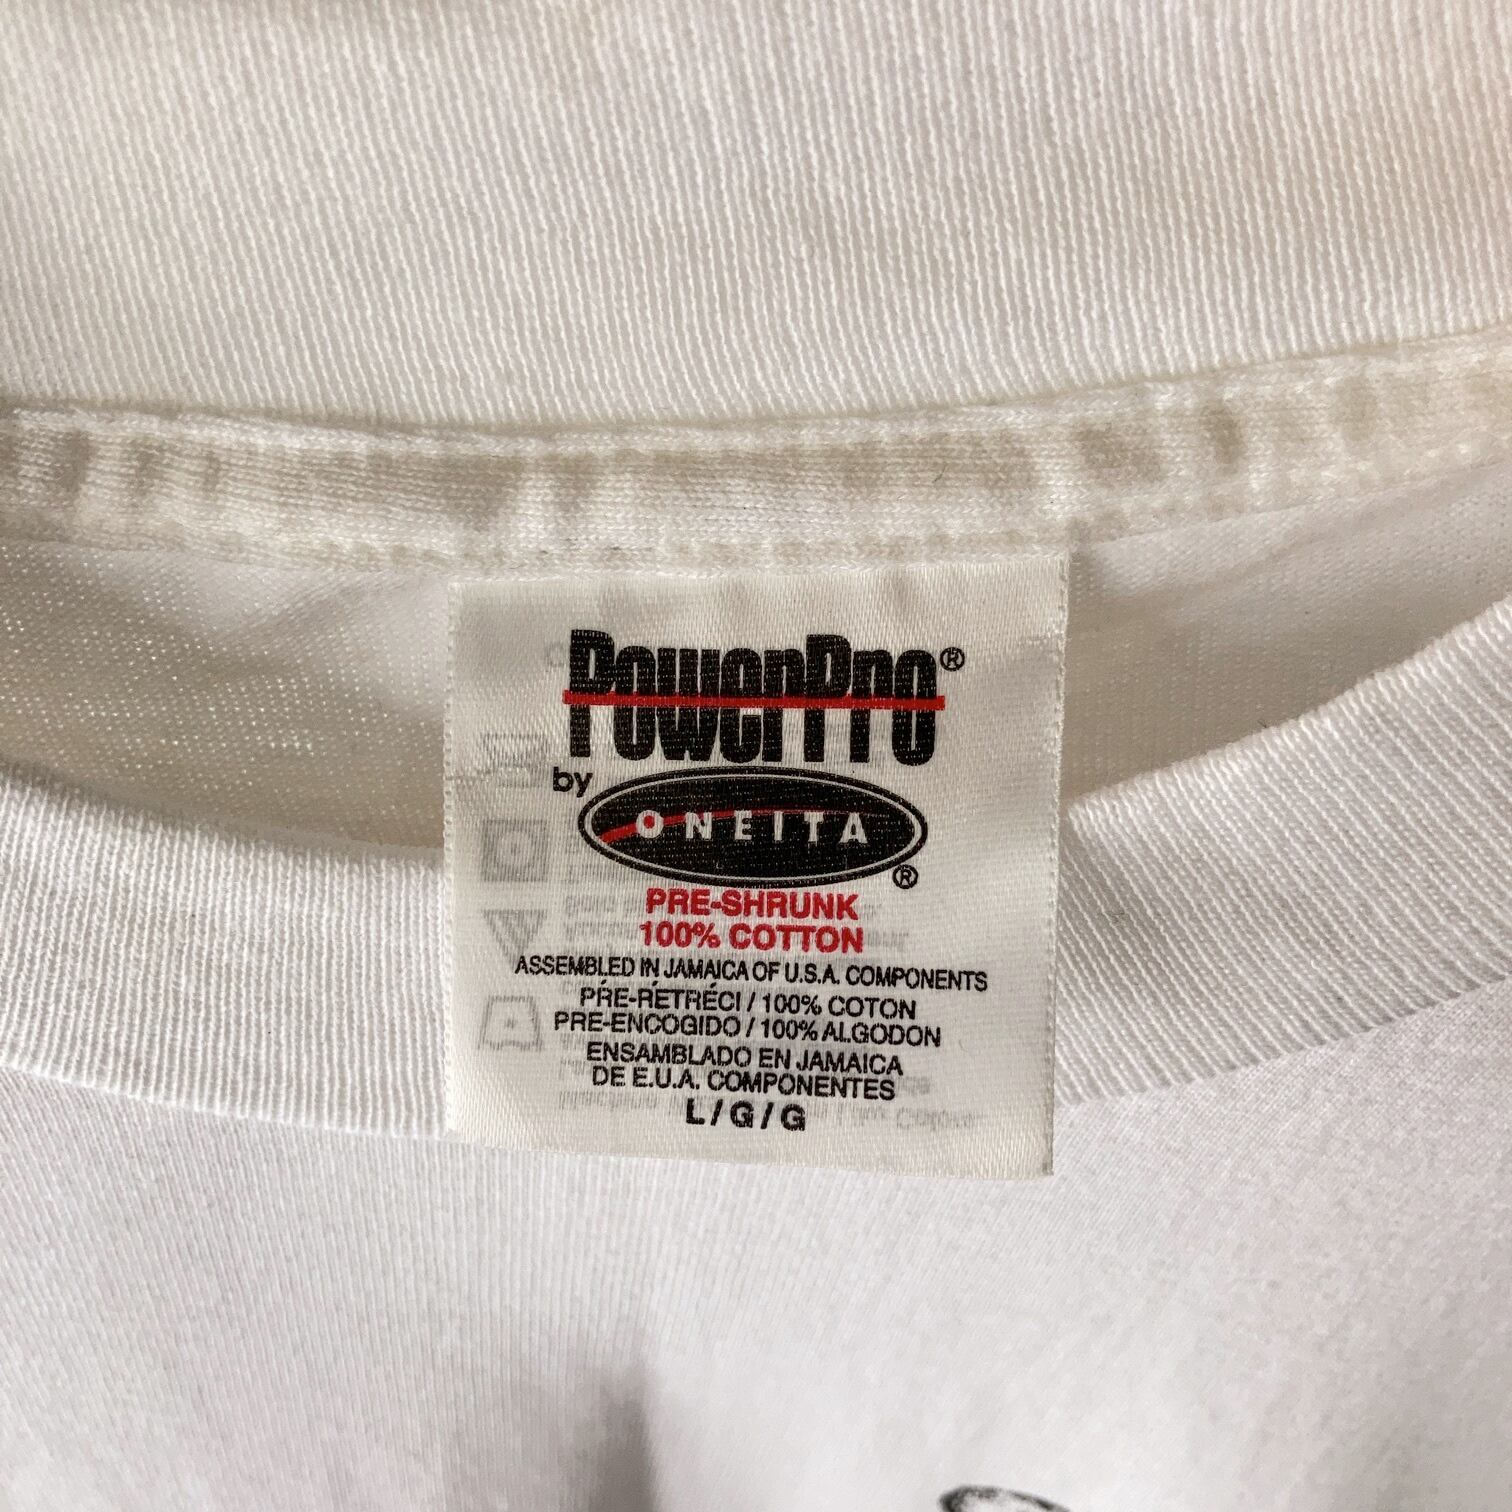 PowerPro®
by ONEITA®
PRE-SHRUNK
100% COTTON
ASSEMBLED IN JAMAICA OF U.S.A. COMPONENTS
PRÉ-RÉTRÉCI / 100% COTON
PRE-ENCOGIDO / 100% ALGODON
ENSAMBLADO EN JAMAICA
DE E.U.A. COMPONENTES
L / G / G